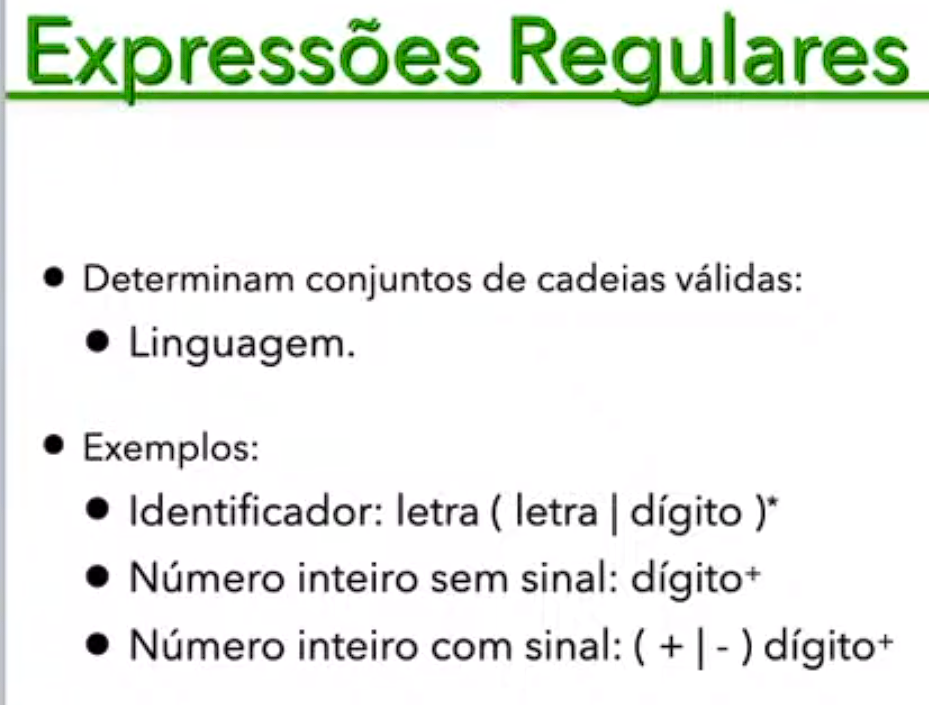 Expressões Regulares
● Determinam conjuntos de cadeias válidas:
● Linguagem.
● Exemplos:
● Identificador: letra ( letra | dígito )*
● Número inteiro sem sinal: dígito⁺
● Número inteiro com sinal: ( + | - ) dígito⁺